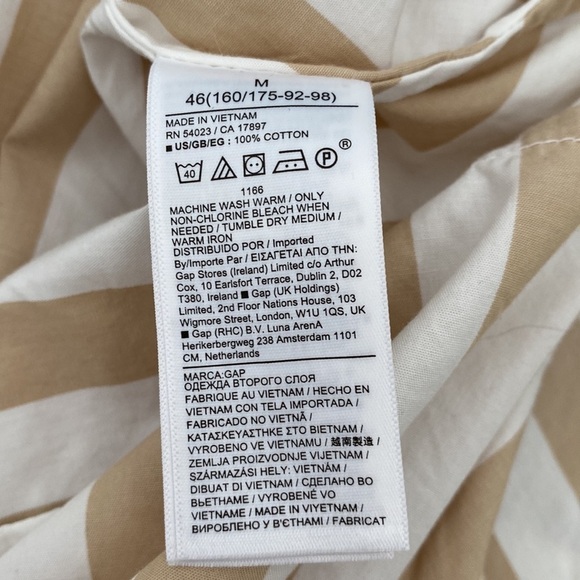 M
46(160/175-92-98)
MADE IN VIETNAM
RN 54023 / CA 17897
■ US/GB/EG : 100% COTTON
40 P ®
1166
MACHINE WASH WARM / ONLY
NON-CHLORINE BLEACH WHEN
NEEDED / TUMBLE DRY MEDIUM /
WARM IRON
DISTRIBUIDO POR / Imported
By/Importe Par / ΕΙΣΑΓΕΤΑΙ ΑΠΟ ΤΗΝ:
Gap Stores (Ireland) Limited c/o Arthur
Cox, 10 Earlsfort Terrace, Dublin 2, D02
T380, Ireland ■ Gap (UK Holdings)
Limited, 2nd Floor Nations House, 103
Wigmore Street, London, W1U 1QS, UK
■ Gap (RHC) B.V. Luna ArenA
Herikerbergweg 238 Amsterdam 1101
CM, Netherlands
MARCA:GAP
ОДЕЖДА ВТОРОГО СЛОЯ
FABRIQUE AU VIETNAM / HECHO EN
VIETNAM CON TELA IMPORTADA /
FABRICADO NO VIETNÃ /
ΚΑΤΑΣΚΕΥΑΣΤΗΚΕ ΣΤΟ ΒΙΕΤΝΑΜ /
VYROBENO VE VIETNAMU / 越南製造 /
ZEMLJA PROIZVODNJE VIJETNAM /
SZÁRMAZÁSI HELY: VIETNÁM /
DIBUAT DI VIETNAM / СДЕЛАНО ВО
ВЬЕТНАМЕ / VYROBENÉ VO
VIETNAME / MADE IN VIYETNAM /
ВИРОБЛЕНО У В'ЄТНАМІ / FABRICAT